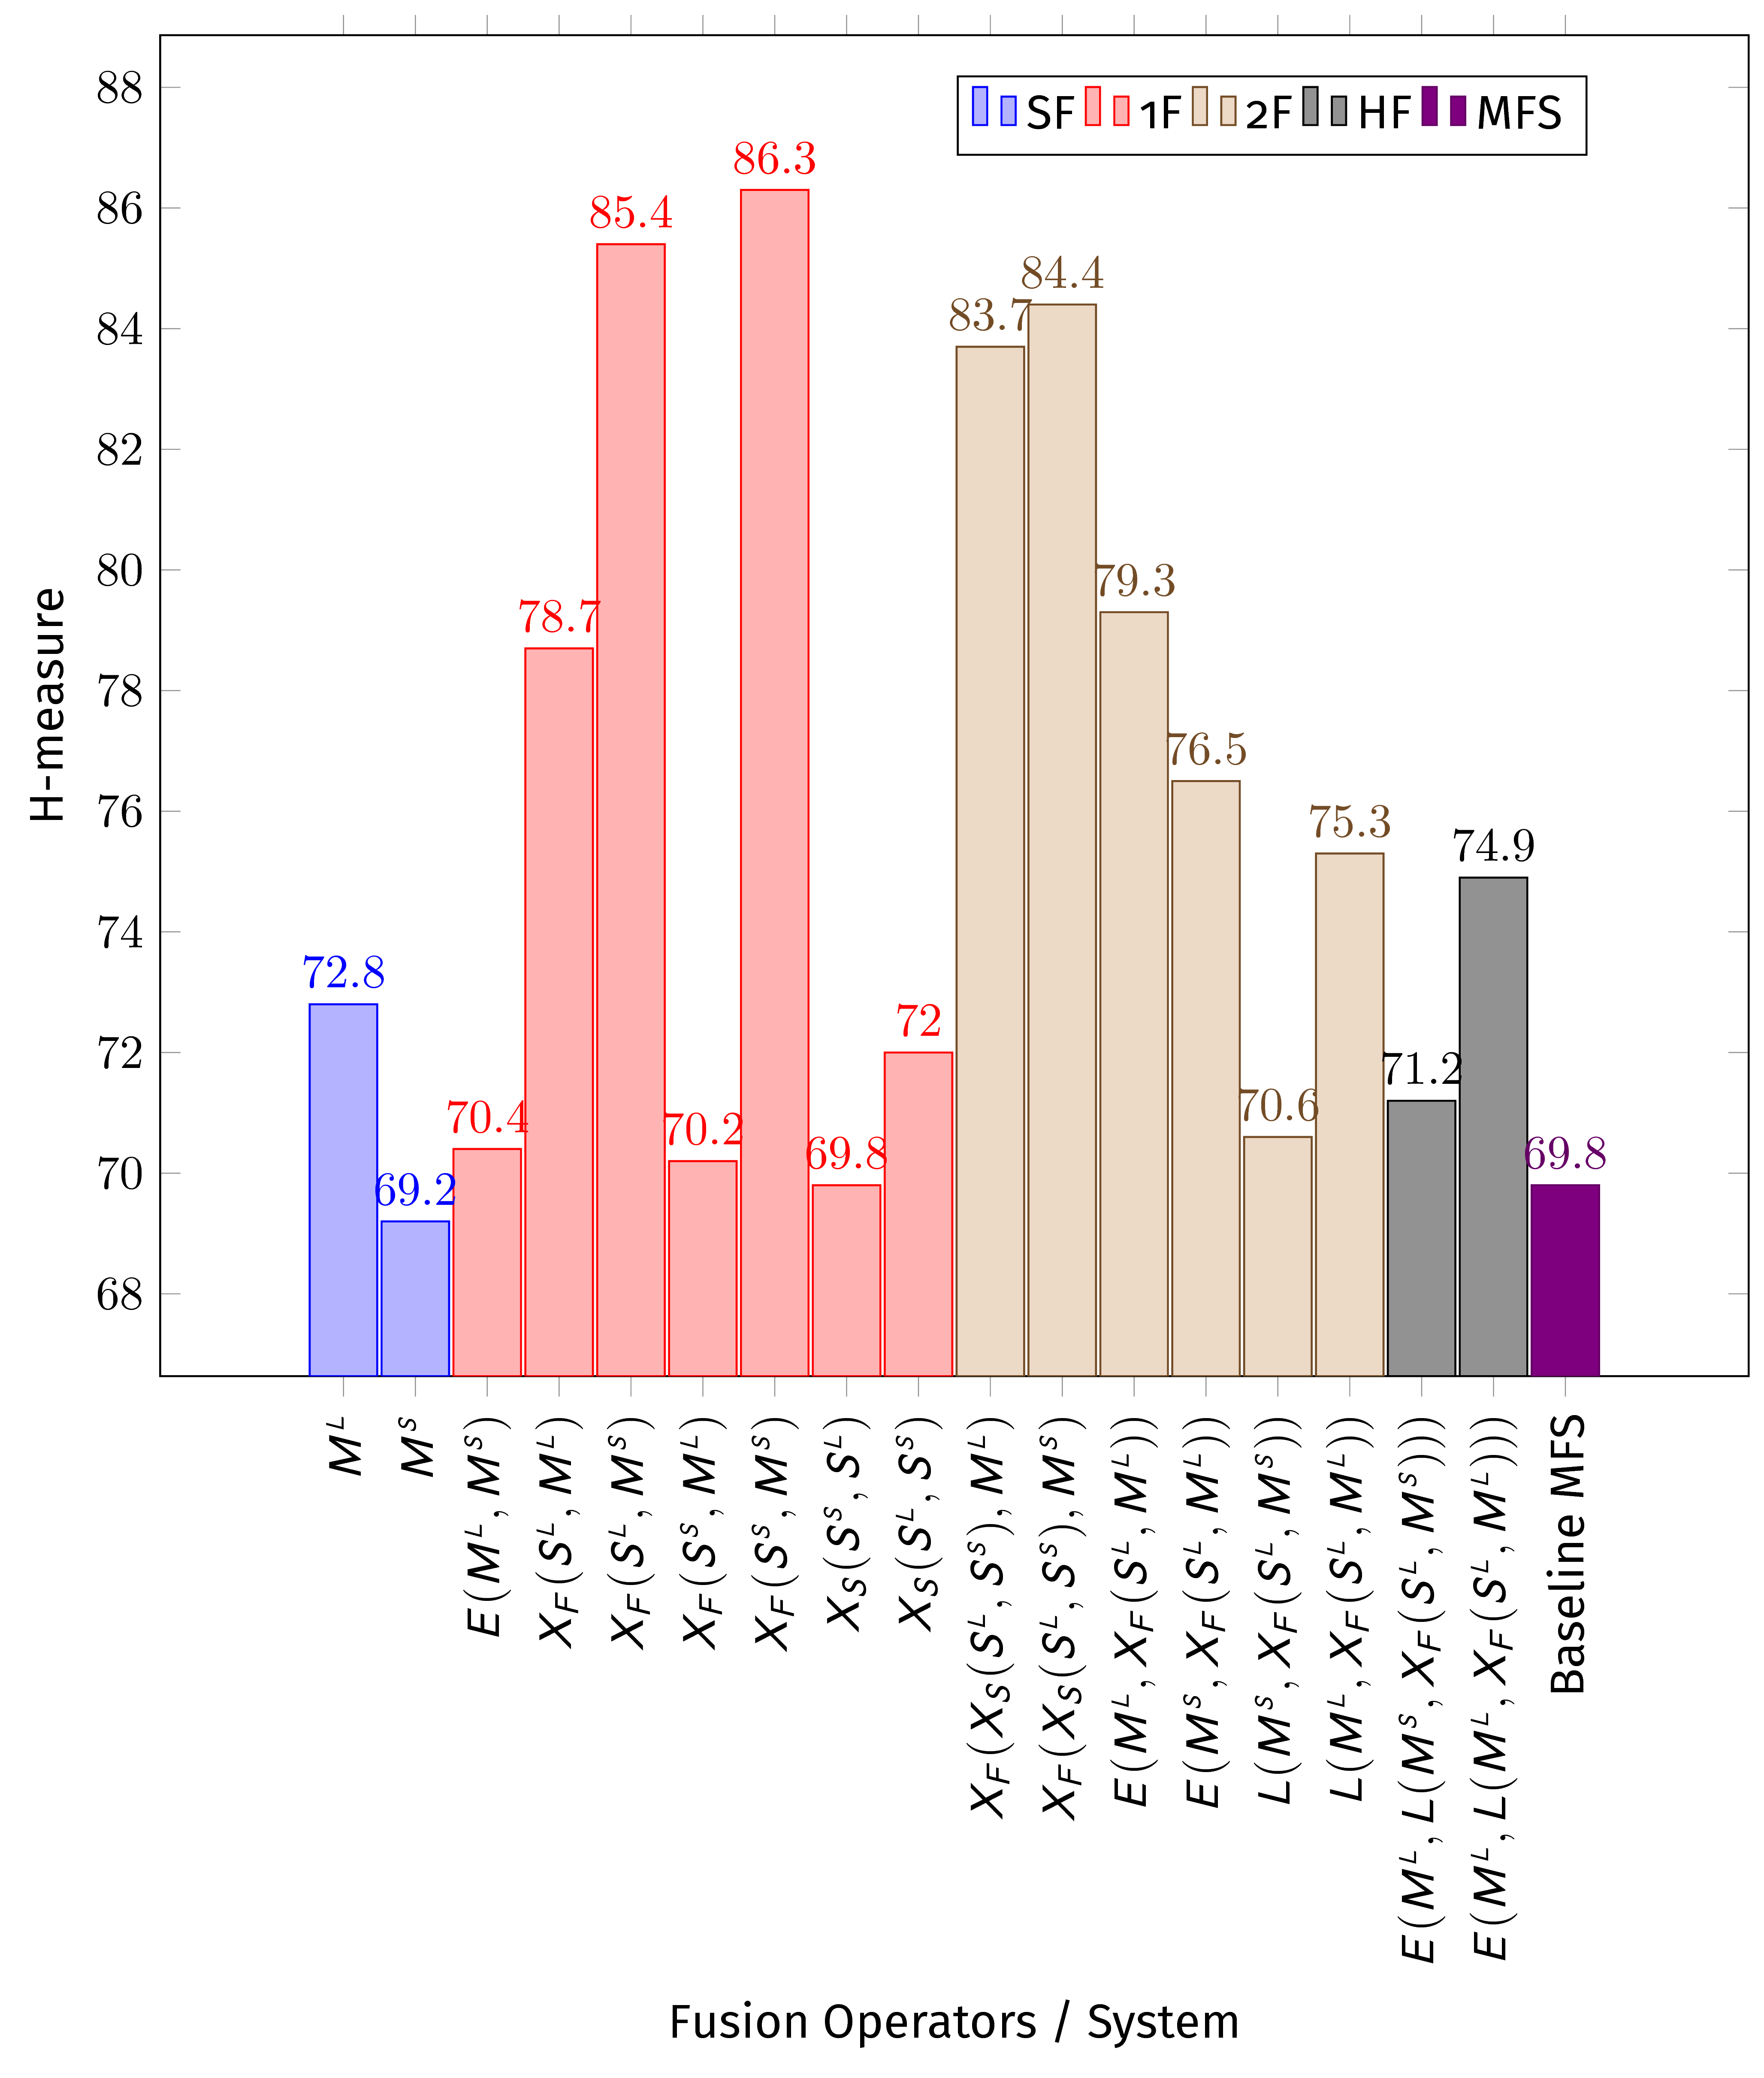 88
86
84
82
80
78
76
74
72
70
68
H-measure
SF 1F 2F HF MFS
72.8
69.2
70.4
78.7
85.4
70.2
86.3
69.8
72
83.7
84.4
79.3
76.5
70.6
75.3
71.2
74.9
69.8
M^L
M^S
E(M^L, M^S)
X_F(S^L, M^L)
X_F(S^L, M^S)
X_F(S^S, M^L)
X_F(S^S, M^S)
X_S(S^S, S^L)
X_S(S^L, S^S)
X_F(X_S(S^L, S^S), M^L)
X_F(X_S(S^L, S^S), M^S)
E(M^L, X_F(S^L, M^L))
E(M^S, X_F(S^L, M^L))
L(M^S, X_F(S^L, M^S))
L(M^L, X_F(S^L, M^L))
E(M^L, L(M^S, X_F(S^L, M^S)))
E(M^L, L(M^L, X_F(S^L, M^L)))
Baseline MFS
Fusion Operators / System